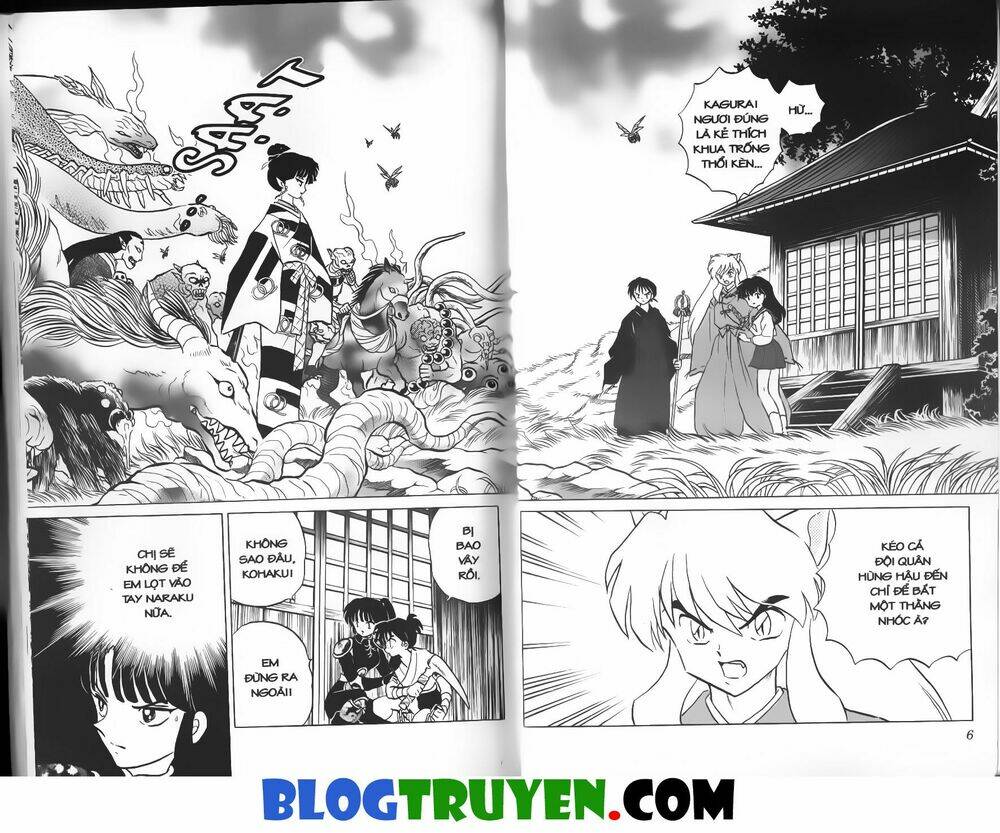 HỪ...
KAGURA!
NGƯƠI ĐÚNG
LÀ KẺ THÍCH
KHUA TRỐNG
THỔI KÈN...
KÉO CẢ
ĐỘI QUÂN
HÙNG HẬU ĐẾN
CHỈ ĐỂ BẮT
MỘT THẰNG
NHÓC À?
6
SA.A.T
BỊ
BAO
VÂY
RỒI.
KHÔNG
SAO ĐÂU,
KOHAKU!
EM
ĐỪNG RA
NGOÀI!
CHỊ SẼ
KHÔNG ĐỂ
EM LỌT VÀO
TAY NARAKU
NỮA.
BLOGTRUYEN.COM